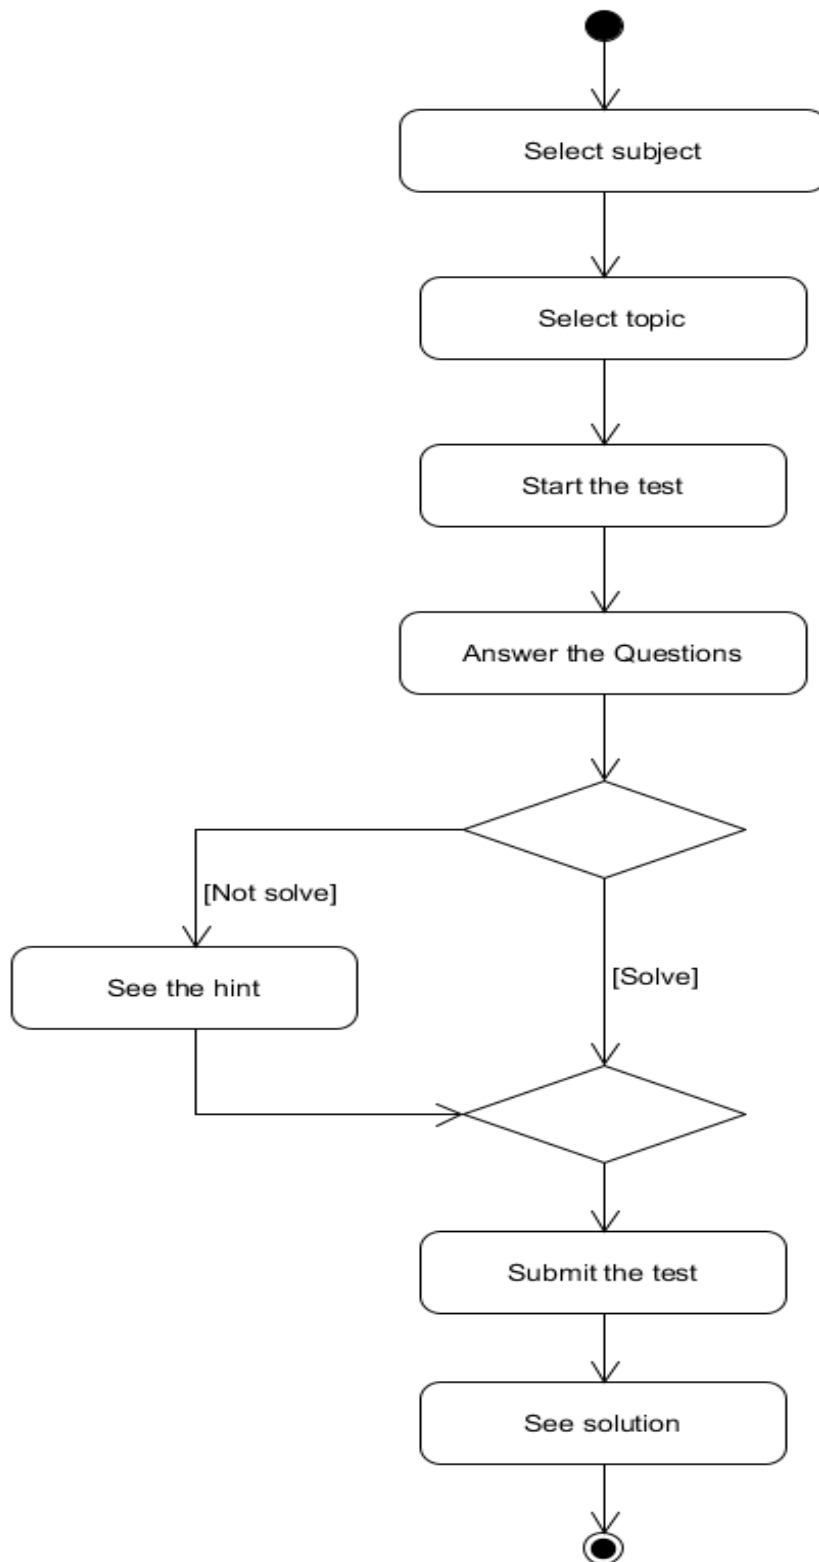 Select subject
Select topic
Start the test
Answer the Questions
[Not solve]
See the hint
[Solve]
Submit the test
See solution